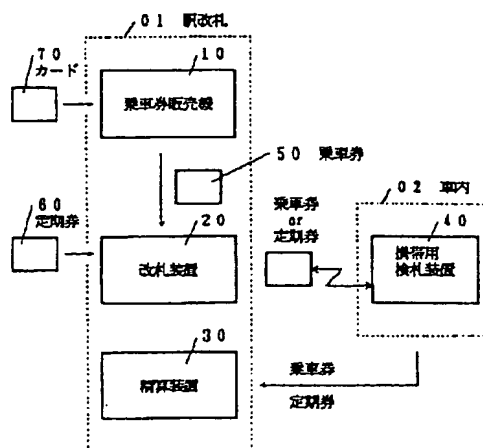 01 駅改札
70
カード
10
乗車券販売機
50 乗車券
60
定期券
20
改札装置
乗車券
or
定期券
02 車内
40
携帯用
検札装置
30
精算装置
乗車券
定期券